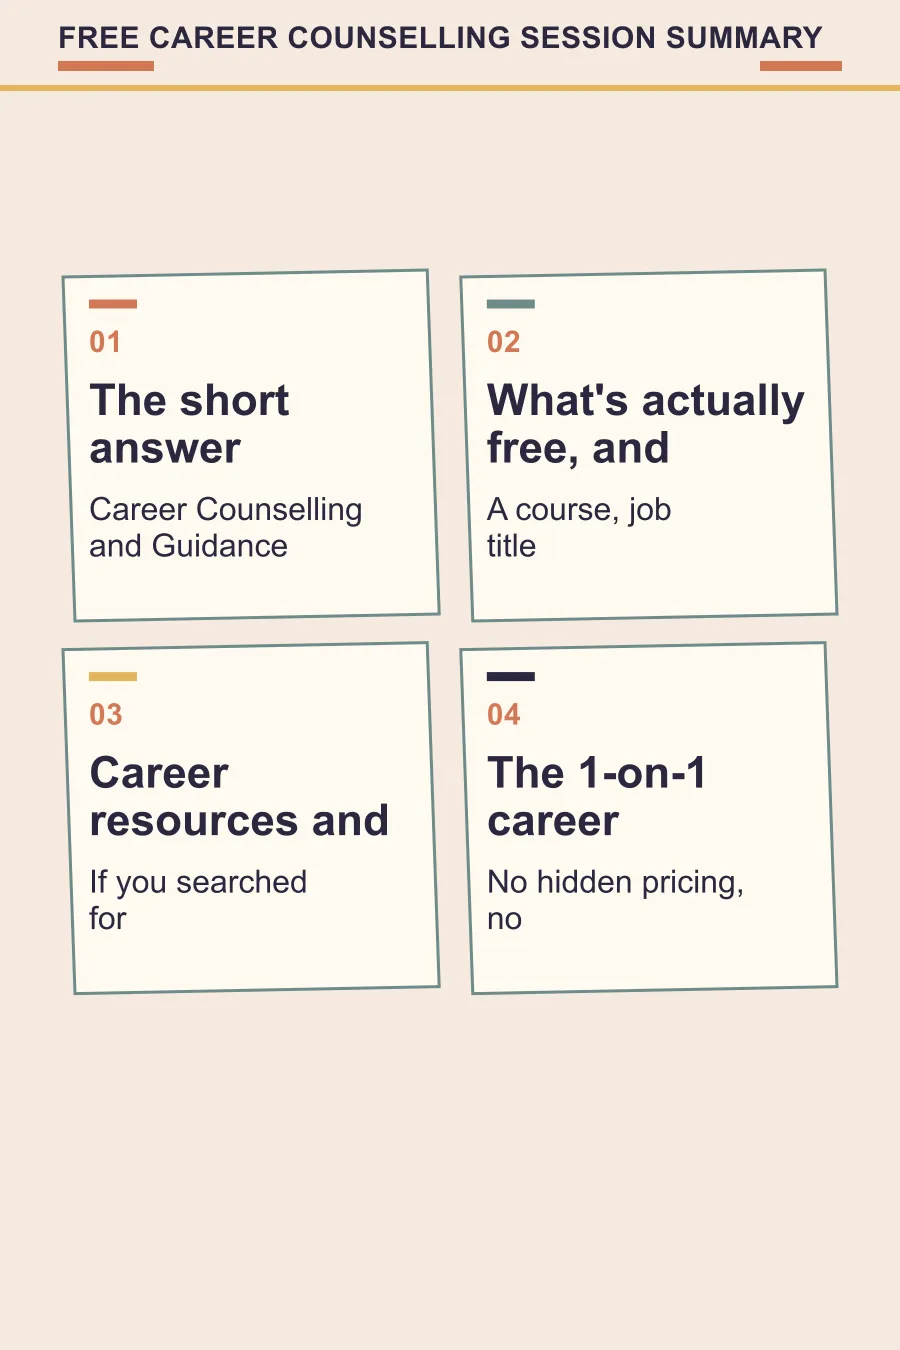 FREE CAREER COUNSELLING SESSION SUMMARY
01
The short
answer
Career Counselling
and Guidance
02
What's actually
free, and
A course, job
title
03
Career
resources and
If you searched
for
04
The 1-on-1
career
No hidden pricing,
no